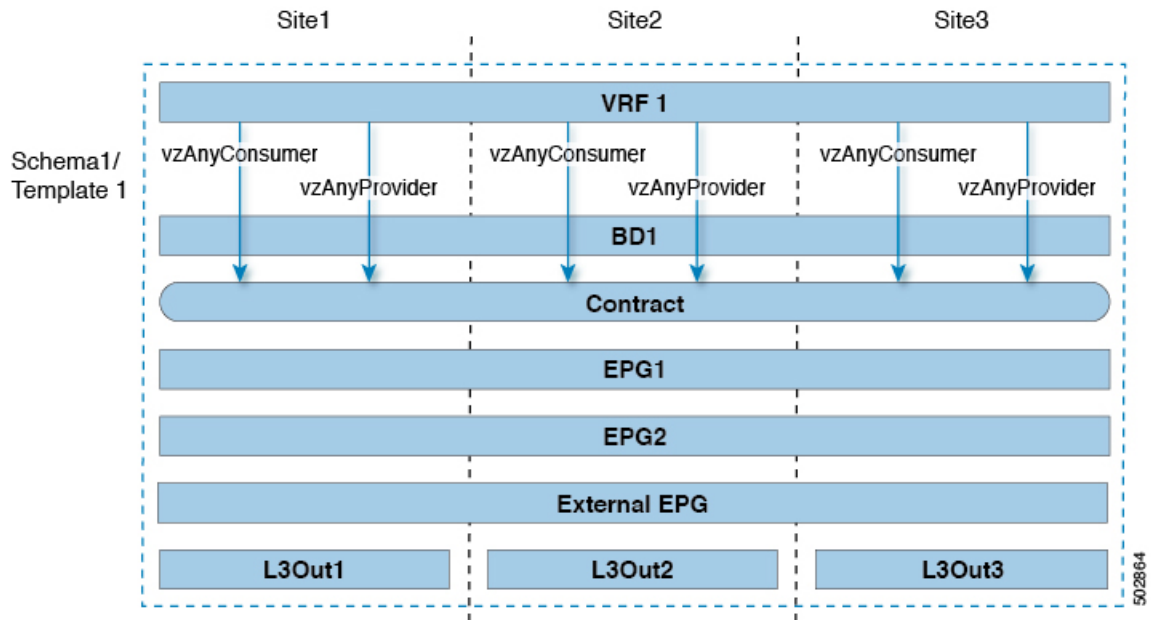 Site1
Site2
Site3
VRF 1
Schema1/
Template 1
vzAnyConsumer
vzAnyProvider
vzAnyConsumer
vzAnyProvider
vzAnyConsumer
vzAnyProvider
BD1
Contract
EPG1
EPG2
External EPG
L3Out1
L3Out2
L3Out3
502864